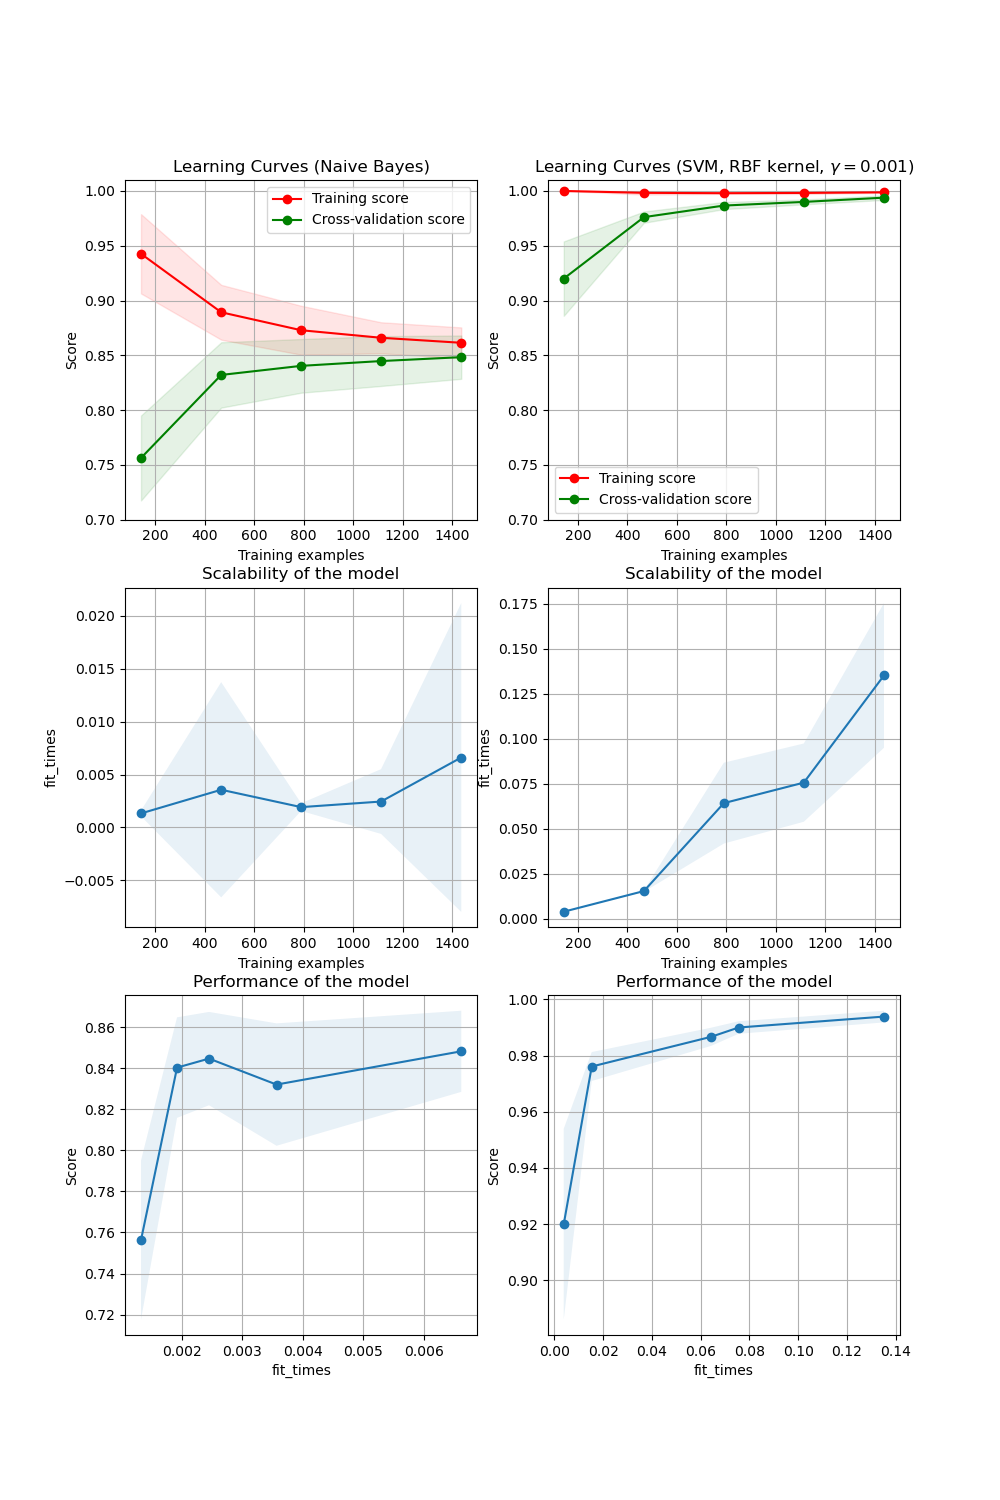 Learning Curves (Naive Bayes)
1.00
0.95
0.90
0.85
0.80
0.75
0.70
Score
Training score
Cross-validation score
200 400 600 800 1000 1200 1400
Training examples
Learning Curves (SVM, RBF kernel, γ = 0.001)
1.00
0.95
0.90
0.85
0.80
0.75
0.70
Score
Training score
Cross-validation score
200 400 600 800 1000 1200 1400
Training examples
Scalability of the model
0.020
0.015
0.010
0.005
0.000
−0.005
fit_times
200 400 600 800 1000 1200 1400
Training examples
Scalability of the model
0.175
0.150
0.125
0.100
0.075
0.050
0.025
0.000
fit_times
200 400 600 800 1000 1200 1400
Training examples
Performance of the model
0.86
0.84
0.82
0.80
0.78
0.76
0.74
0.72
Score
0.002 0.003 0.004 0.005 0.006
fit_times
Performance of the model
1.00
0.98
0.96
0.94
0.92
0.90
Score
0.00 0.02 0.04 0.06 0.08 0.10 0.12 0.14
fit_times